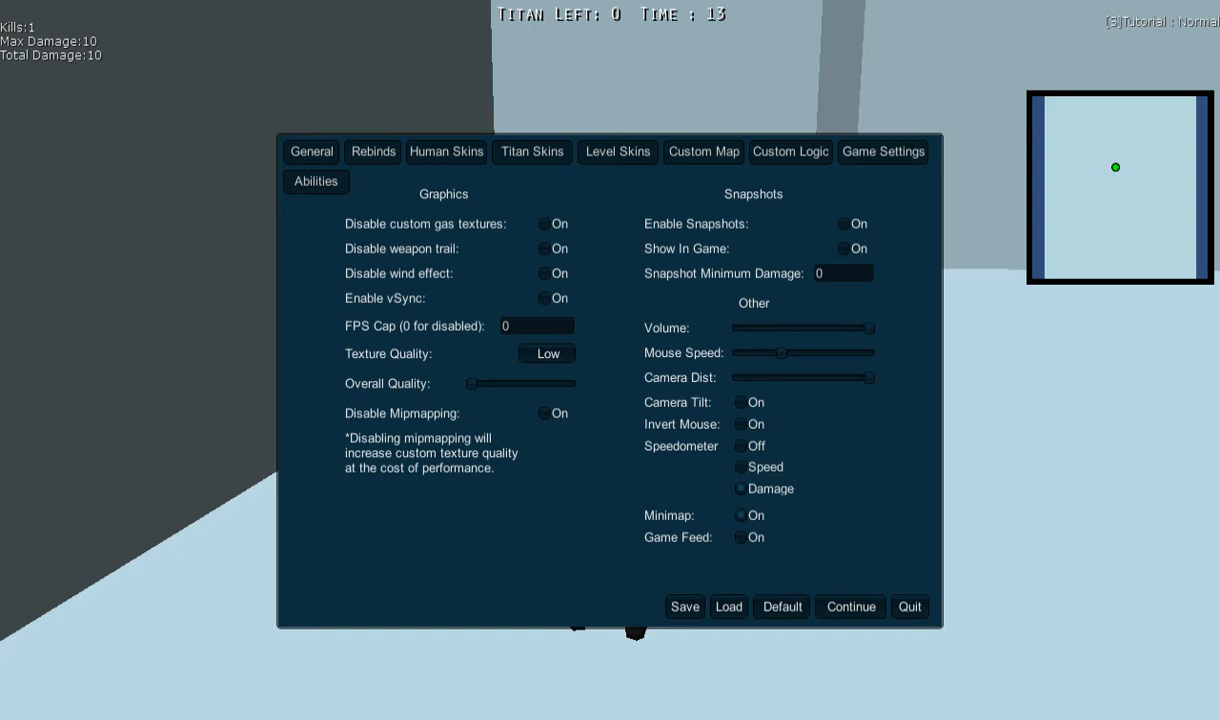 Titan Left: 0 Time : 13
Kills:1
Max Damage:10
Total Damage:10
[S]Tutorial : Normal
General Rebinds Human Skins Titan Skins Level Skins Custom Map Custom Logic Game Settings
Abilities
Graphics
Disable custom gas textures: On
Disable weapon trail: On
Disable wind effect: On
Enable vSync: On
FPS Cap (0 for disabled): 0
Texture Quality: Low
Overall Quality:
Disable Mipmapping: On
*Disabling mipmapping will
increase custom texture quality
at the cost of performance.
Snapshots
Enable Snapshots: On
Show In Game: On
Snapshot Minimum Damage: 0
Other
Volume:
Mouse Speed:
Camera Dist:
Camera Tilt: On
Invert Mouse: On
Speedometer Off
Speed
Damage
Minimap: On
Game Feed: On
Save Load Default Continue Quit